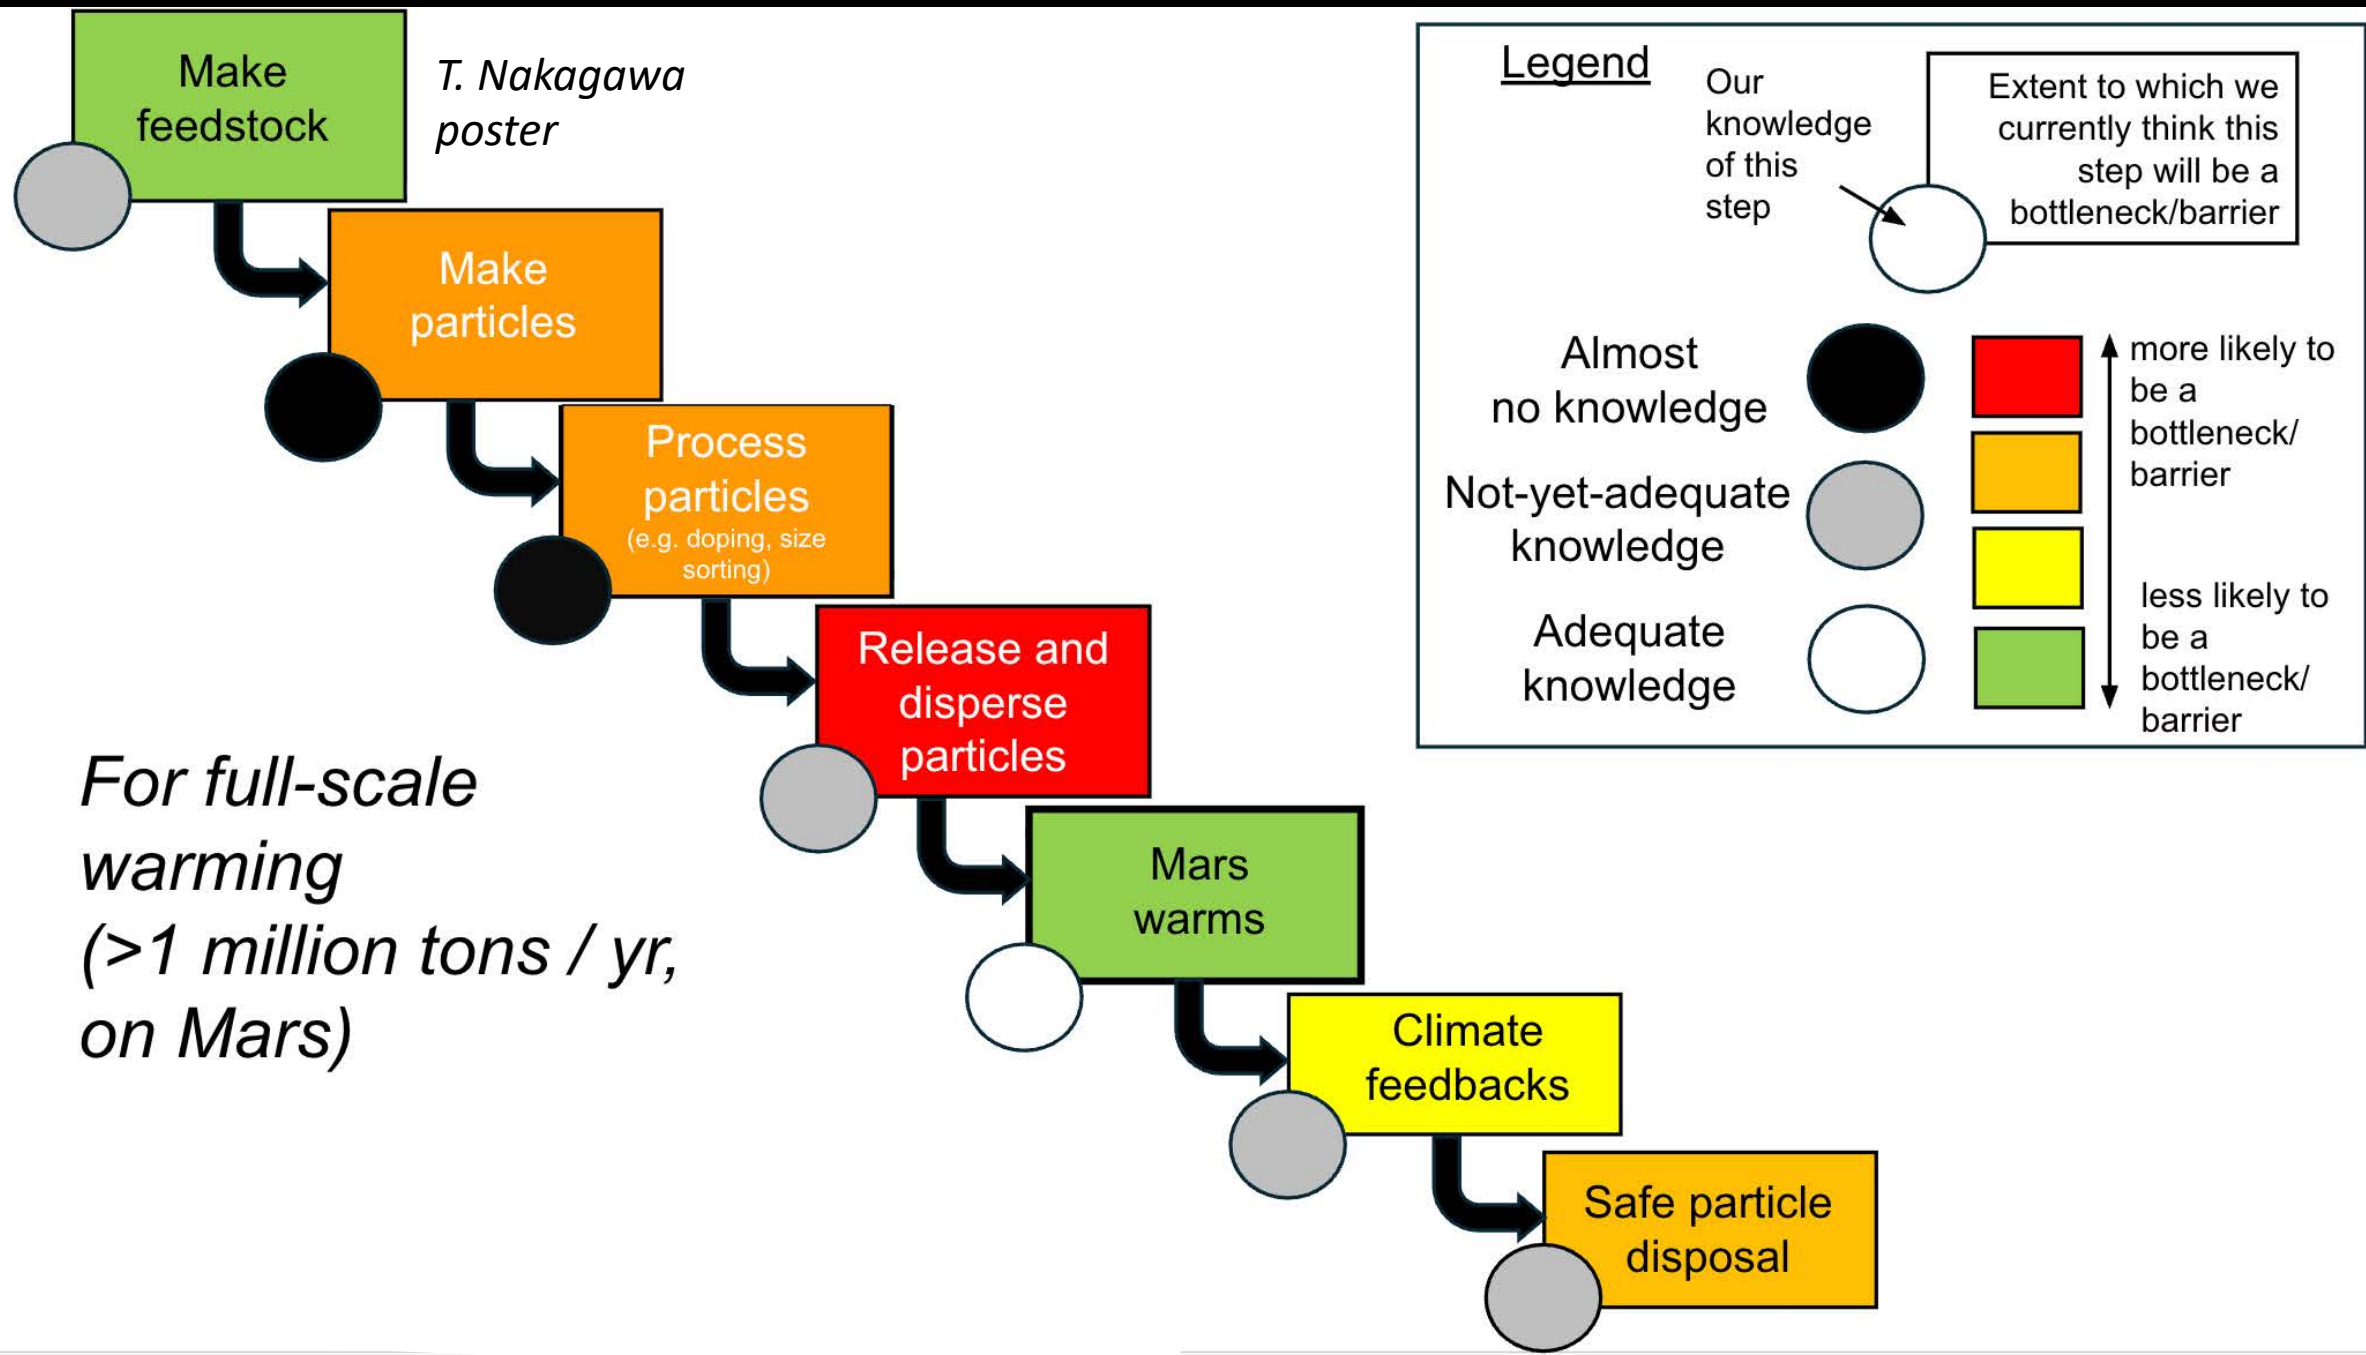 Make
feedstock
T. Nakagawa
poster
Make
particles
Process
particles
(e.g. doping, size
sorting)
Release and
disperse
particles
Mars
warms
Climate
feedbacks
Safe particle
disposal
For full-scale
warming
(>1 million tons / yr,
on Mars)
Legend
Our
knowledge
of this
step
Extent to which we
currently think this
step will be a
bottleneck/barrier
Almost
no knowledge
Not-yet-adequate
knowledge
Adequate
knowledge
more likely to
be a
bottleneck/
barrier
less likely to
be a
bottleneck/
barrier